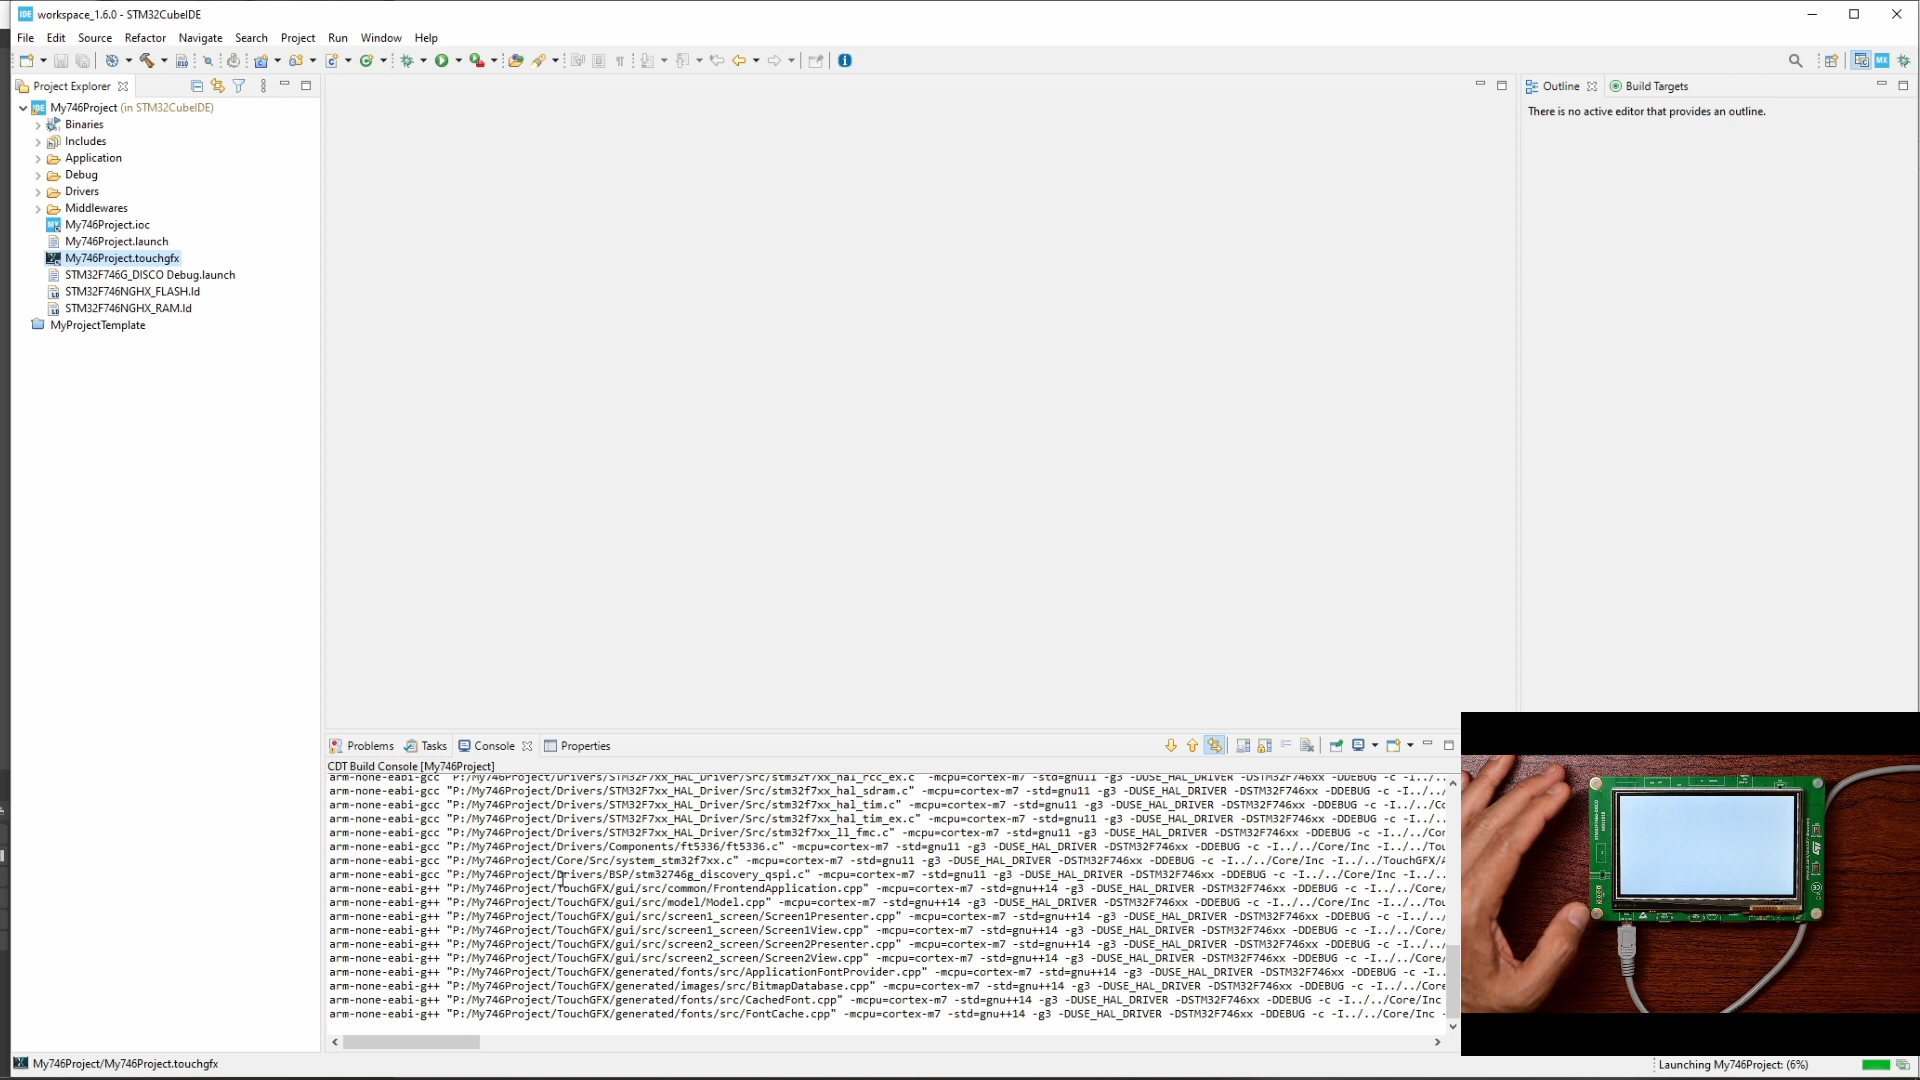 IDE workspace_1.6.0 - STM32CubeIDE
File Edit Source Refactor Navigate Search Project Run Window Help
Project Explorer
My746Project (in STM32CubeIDE)
Binaries
Includes
Application
Debug
Drivers
Middlewares
My746Project.ioc
My746Project.launch
My746Project.touchgfx
STM32F746G_DISCO Debug.launch
STM32F746NGHX_FLASH.ld
STM32F746NGHX_RAM.ld
MyProjectTemplate
Outline Build Targets
There is no active editor that provides an outline.
Problems Tasks Console Properties
CDT Build Console [My746Project]
arm-none-eabi-gcc "P:/My746Project/Drivers/STM32F7xx_HAL_Driver/Src/stm32f7xx_hal_rcc_ex.c" -mcpu=cortex-m7 -std=gnu11 -g3 -DUSE_HAL_DRIVER -DSTM32F746xx -DDEBUG -c -I../..
arm-none-eabi-gcc "P:/My746Project/Drivers/STM32F7xx_HAL_Driver/Src/stm32f7xx_hal_sdram.c" -mcpu=cortex-m7 -std=gnu11 -g3 -DUSE_HAL_DRIVER -DSTM32F746xx -DDEBUG -c -I../../
arm-none-eabi-gcc "P:/My746Project/Drivers/STM32F7xx_HAL_Driver/Src/stm32f7xx_hal_tim.c" -mcpu=cortex-m7 -std=gnu11 -g3 -DUSE_HAL_DRIVER -DSTM32F746xx -DDEBUG -c -I../../Co
arm-none-eabi-gcc "P:/My746Project/Drivers/STM32F7xx_HAL_Driver/Src/stm32f7xx_hal_tim_ex.c" -mcpu=cortex-m7 -std=gnu11 -g3 -DUSE_HAL_DRIVER -DSTM32F746xx -DDEBUG -c -I../..
arm-none-eabi-gcc "P:/My746Project/Drivers/STM32F7xx_HAL_Driver/Src/stm32f7xx_ll_fmc.c" -mcpu=cortex-m7 -std=gnu11 -g3 -DUSE_HAL_DRIVER -DSTM32F746xx -DDEBUG -c -I../../Cor
arm-none-eabi-gcc "P:/My746Project/Drivers/Components/ft5336/ft5336.c" -mcpu=cortex-m7 -std=gnu11 -g3 -DUSE_HAL_DRIVER -DSTM32F746xx -DDEBUG -c -I../../Core/Inc -I../../Tou
arm-none-eabi-gcc "P:/My746Project/Core/Src/system_stm32f7xx.c" -mcpu=cortex-m7 -std=gnu11 -g3 -DUSE_HAL_DRIVER -DSTM32F746xx -DDEBUG -c -I../../Core/Inc -I../../TouchGFX/A
arm-none-eabi-gcc "P:/My746Project/Drivers/BSP/stm32746g_discovery_qspi.c" -mcpu=cortex-m7 -std=gnu11 -g3 -DUSE_HAL_DRIVER -DSTM32F746xx -DDEBUG -c -I../../Core/Inc -I../..
arm-none-eabi-g++ "P:/My746Project/TouchGFX/gui/src/common/FrontendApplication.cpp" -mcpu=cortex-m7 -std=gnu++14 -g3 -DUSE_HAL_DRIVER -DSTM32F746xx -DDEBUG -c -I../../Core/
arm-none-eabi-g++ "P:/My746Project/TouchGFX/gui/src/model/Model.cpp" -mcpu=cortex-m7 -std=gnu++14 -g3 -DUSE_HAL_DRIVER -DSTM32F746xx -DDEBUG -c -I../../Core/Inc -I../../Tou
arm-none-eabi-g++ "P:/My746Project/TouchGFX/gui/src/screen1_screen/Screen1Presenter.cpp" -mcpu=cortex-m7 -std=gnu++14 -g3 -DUSE_HAL_DRIVER -DSTM32F746xx -DDEBUG -c -I../../
arm-none-eabi-g++ "P:/My746Project/TouchGFX/gui/src/screen1_screen/Screen1View.cpp" -mcpu=cortex-m7 -std=gnu++14 -g3 -DUSE_HAL_DRIVER -DSTM32F746xx -DDEBUG -c -I../../Core/
arm-none-eabi-g++ "P:/My746Project/TouchGFX/gui/src/screen2_screen/Screen2Presenter.cpp" -mcpu=cortex-m7 -std=gnu++14 -g3 -DUSE_HAL_DRIVER -DSTM32F746xx -DDEBUG -c -I../../
arm-none-eabi-g++ "P:/My746Project/TouchGFX/gui/src/screen2_screen/Screen2View.cpp" -mcpu=cortex-m7 -std=gnu++14 -g3 -DUSE_HAL_DRIVER -DSTM32F746xx -DDEBUG -c -I../../Core/
arm-none-eabi-g++ "P:/My746Project/TouchGFX/generated/fonts/src/ApplicationFontProvider.cpp" -mcpu=cortex-m7 -std=gnu++14 -g3 -DUSE_HAL_DRIVER -DSTM32F746xx -DDEBUG -c -I..
arm-none-eabi-g++ "P:/My746Project/TouchGFX/generated/images/src/BitmapDatabase.cpp" -mcpu=cortex-m7 -std=gnu++14 -g3 -DUSE_HAL_DRIVER -DSTM32F746xx -DDEBUG -c -I../../Core
arm-none-eabi-g++ "P:/My746Project/TouchGFX/generated/fonts/src/CachedFont.cpp" -mcpu=cortex-m7 -std=gnu++14 -g3 -DUSE_HAL_DRIVER -DSTM32F746xx -DDEBUG -c -I../../Core/Inc
arm-none-eabi-g++ "P:/My746Project/TouchGFX/generated/fonts/src/FontCache.cpp" -mcpu=cortex-m7 -std=gnu++14 -g3 -DUSE_HAL_DRIVER -DSTM32F746xx -DDEBUG -c -I../../Core/Inc -
My746Project/My746Project.touchgfx
Launching My746Project: (6%)